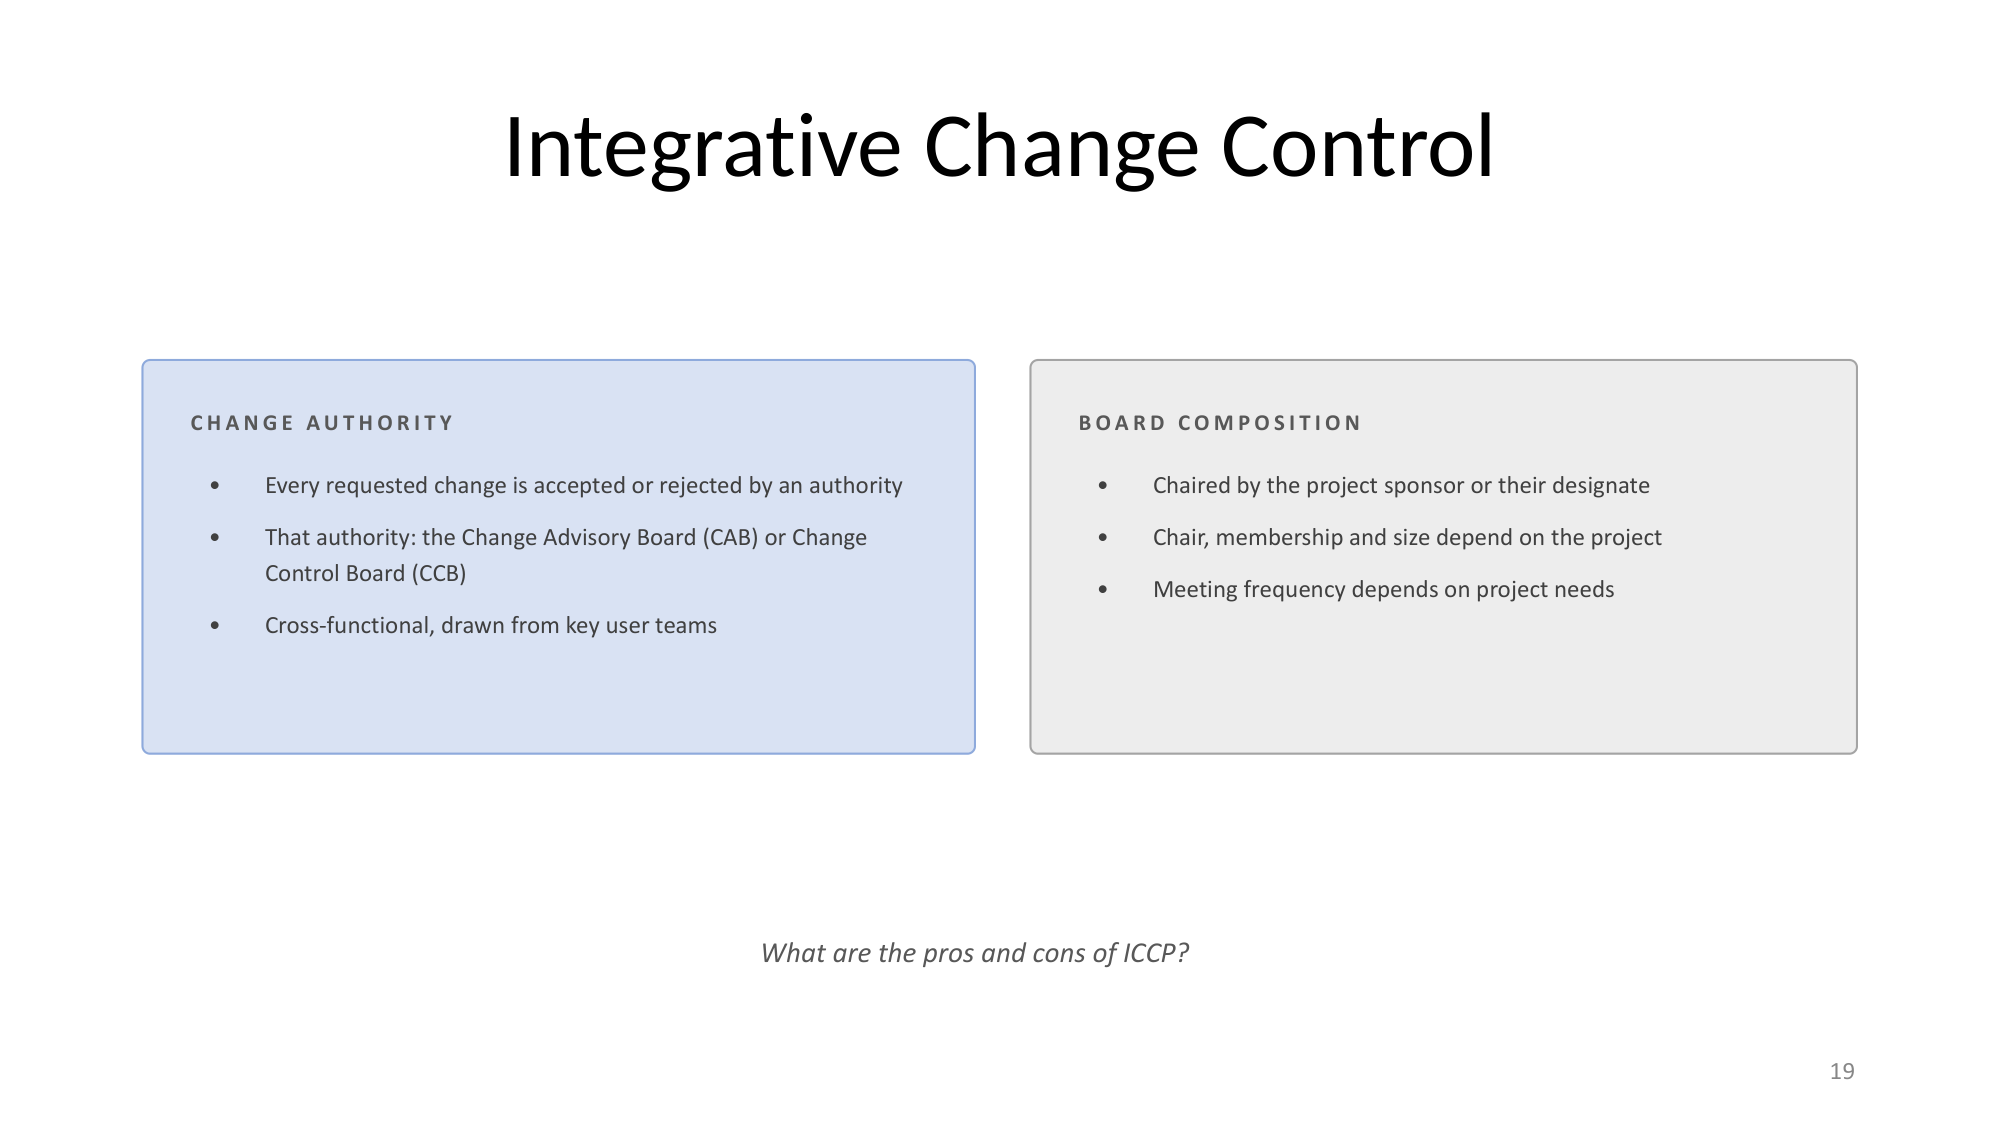 Integrative Change Control
CHANGE AUTHORITY
• Every requested change is accepted or rejected by an authority
• That authority: the Change Advisory Board (CAB) or Change
Control Board (CCB)
• Cross-functional, drawn from key user teams
BOARD COMPOSITION
• Chaired by the project sponsor or their designate
• Chair, membership and size depend on the project
• Meeting frequency depends on project needs
What are the pros and cons of ICCP?
19